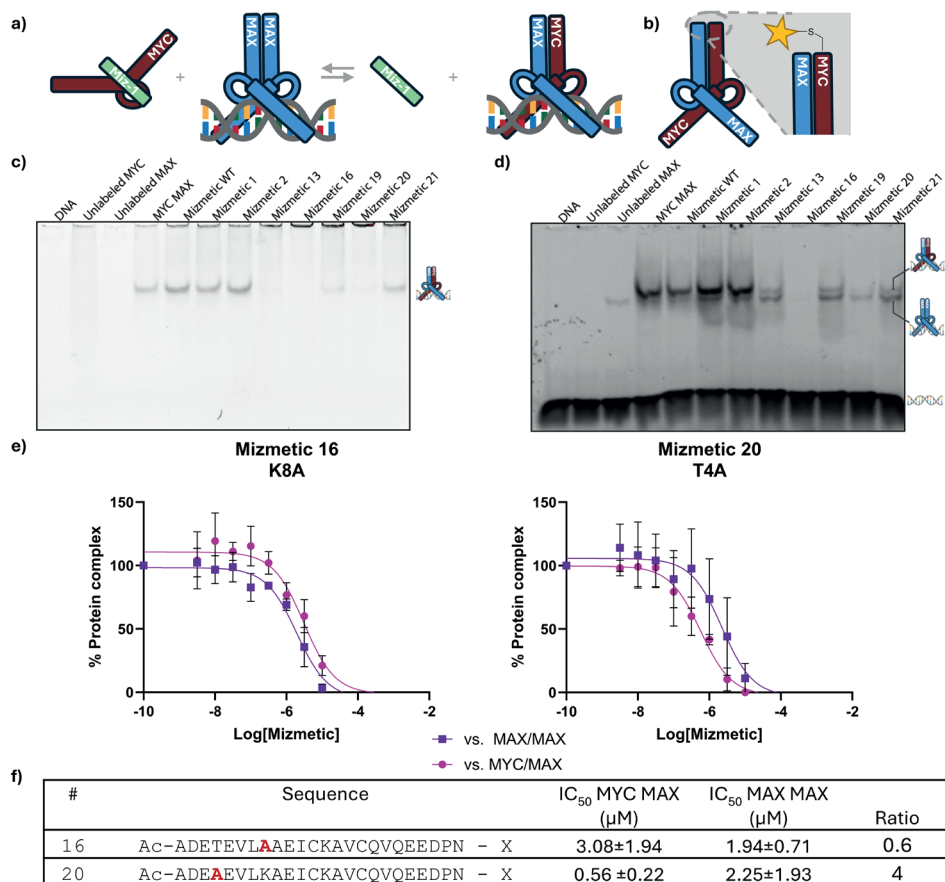 a)
MYC
Miz-1
+
MAX
MAX
Miz-1
+
MAX
MYC
b)
MAX
MYC
S
MAX
MYC
c)
DNA
Unlabeled MYC
Unlabeled MAX
MYC MAX
Mizmetic WT
Mizmetic 1
Mizmetic 2
Mizmetic 13
Mizmetic 16
Mizmetic 19
Mizmetic 20
Mizmetic 21
d)
DNA
Unlabeled MYC
Unlabeled MAX
MYC MAX
Mizmetic WT
Mizmetic 1
Mizmetic 2
Mizmetic 13
Mizmetic 16
Mizmetic 19
Mizmetic 20
Mizmetic 21
e)
Mizmetic 16
K8A
% Protein complex
150
100
50
0
-10
-8
-6
-4
-2
Log[Mizmetic]
Mizmetic 20
T4A
% Protein complex
150
100
50
0
-10
-8
-6
-4
-2
Log[Mizmetic]
vs. MAX/MAX
vs. MYC/MAX
f)
# Sequence IC50 MYC MAX (µM) IC50 MAX MAX (µM) Ratio
16 Ac-ADETEVLAAEICKAVCQVQEEDPN - X 3.08±1.94 1.94±0.71 0.6
20 Ac-ADEAEVLKAEICKAVCQVQEEDPN - X 0.56 ±0.22 2.25±1.93 4